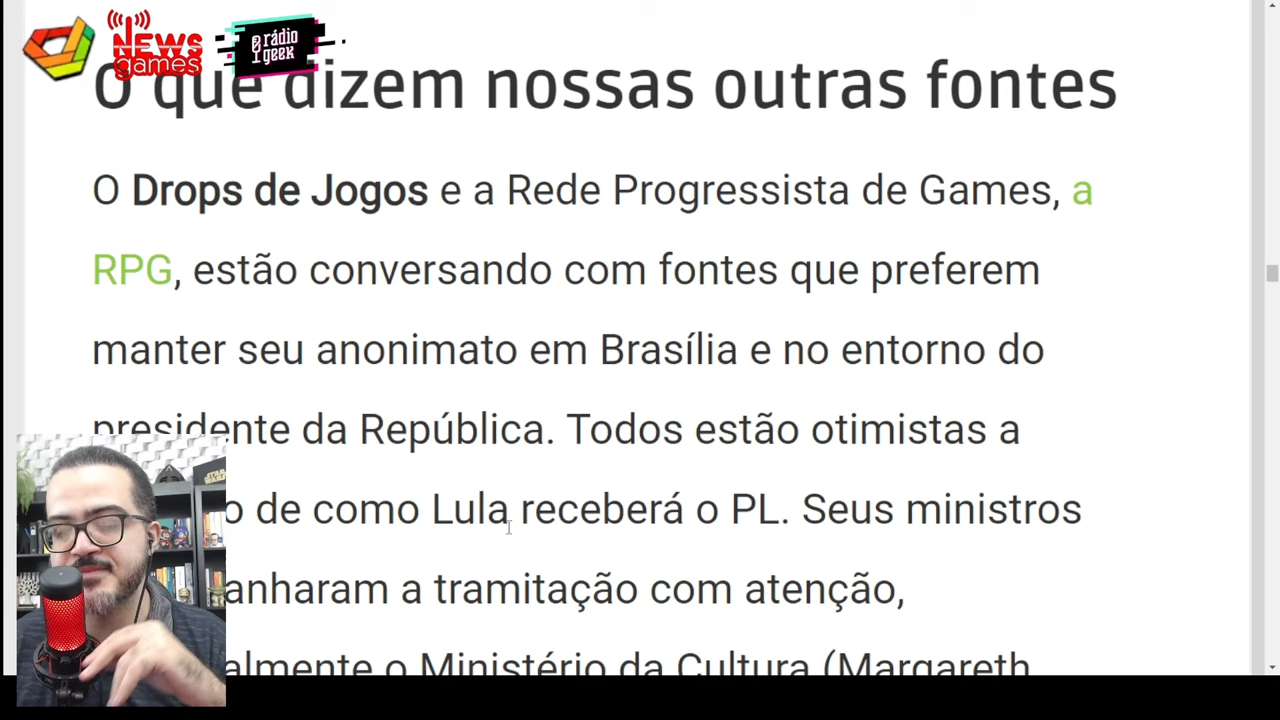 NEWS
games
rádio
geek
O que dizem nossas outras fontes
O Drops de Jogos e a Rede Progressista de Games, a
RPG, estão conversando com fontes que preferem
manter seu anonimato em Brasília e no entorno do
presidente da República. Todos estão otimistas a
o de como Lula receberá o PL. Seus ministros
anharam a tramitação com atenção,
almente o Ministério da Cultura (Margareth
STAR
WARS